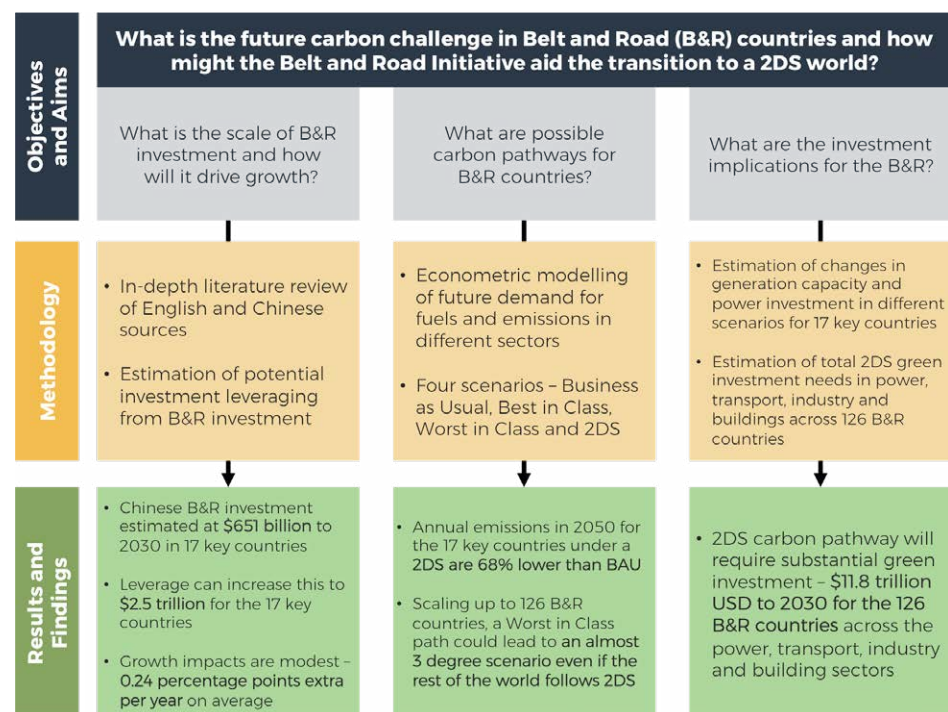 Objectives
and Aims
What is the future carbon challenge in Belt and Road (B&R) countries and how
might the Belt and Road Initiative aid the transition to a 2DS world?
What is the scale of B&R
investment and how
will it drive growth?
What are possible
carbon pathways for
B&R countries?
What are the investment
implications for the B&R?
Methodology
• In-depth literature review
of English and Chinese
sources
• Estimation of potential
investment leveraging
from B&R investment
• Econometric modelling
of future demand for
fuels and emissions in
different sectors
• Four scenarios – Business
as Usual, Best in Class,
Worst in Class and 2DS
• Estimation of changes in
generation capacity and
power investment in different
scenarios for 17 key countries
• Estimation of total 2DS green
investment needs in power,
transport, industry and
buildings across 126 B&R
countries
Results and
Findings
• Chinese B&R investment
estimated at $651 billion to
2030 in 17 key countries
• Leverage can increase this to
$2.5 trillion for the 17 key
countries
• Growth impacts are modest –
0.24 percentage points extra
per year on average
• Annual emissions in 2050 for
the 17 key countries under a
2DS are 68% lower than BAU
• Scaling up to 126 B&R
countries, a Worst in Class
path could lead to an almost
3 degree scenario even if the
rest of the world follows 2DS
• 2DS carbon pathway will
require substantial green
investment – $11.8 trillion
USD to 2030 for the 126
B&R countries across the
power, transport, industry
and building sectors